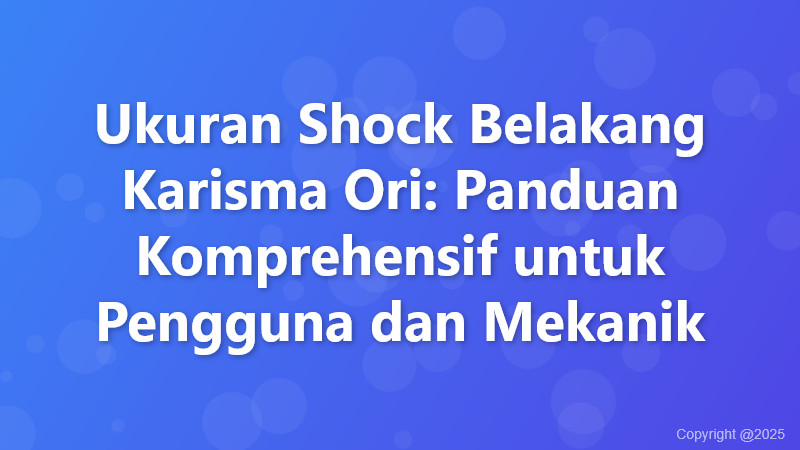 Ukuran Shock Belakang
Karisma Ori: Panduan
Komprehensif untuk
Pengguna dan Mekanik
Copyright @2025